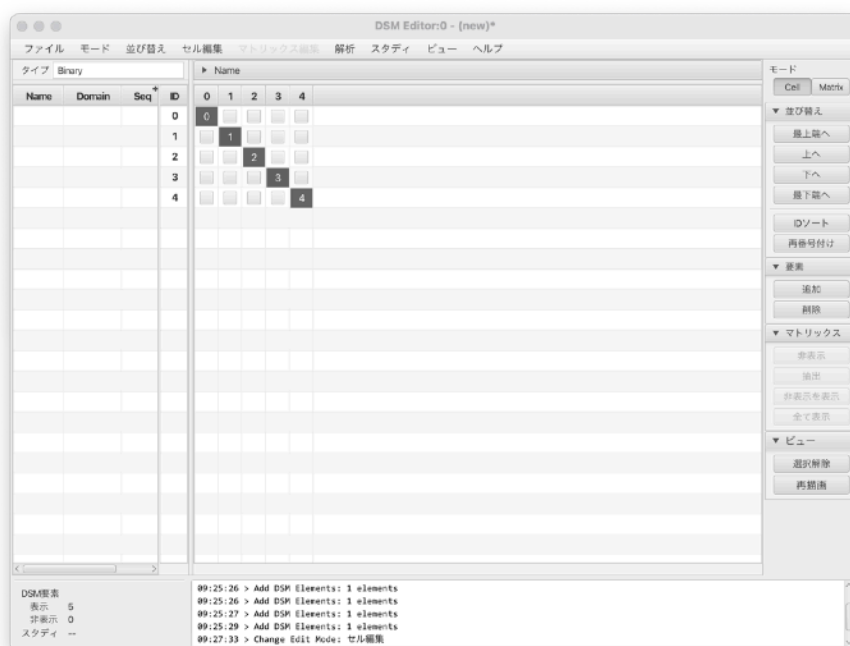 DSM Editor:0 - (new)*
ファイル モード 並び替え セル編集 マトリックス編集 解析 スタディ ビュー ヘルプ
タイプ Binary
Name
モード
Cell Matrix
Name Domain Seq ID 0 1 2 3 4
0 0
1 1
2 2
3 3
4 4
並び替え
最上端へ
上へ
下へ
最下端へ
IDソート
再番号付け
要素
追加
削除
マトリックス
非表示
抽出
非表示を表示
全て表示
ビュー
選択解除
再描画
DSM要素
表示 5
非表示 0
スタディ --
09:25:26 > Add DSM Elements: 1 elements
09:25:26 > Add DSM Elements: 1 elements
09:25:27 > Add DSM Elements: 1 elements
09:25:29 > Add DSM Elements: 1 elements
09:27:33 > Change Edit Mode: セル編集